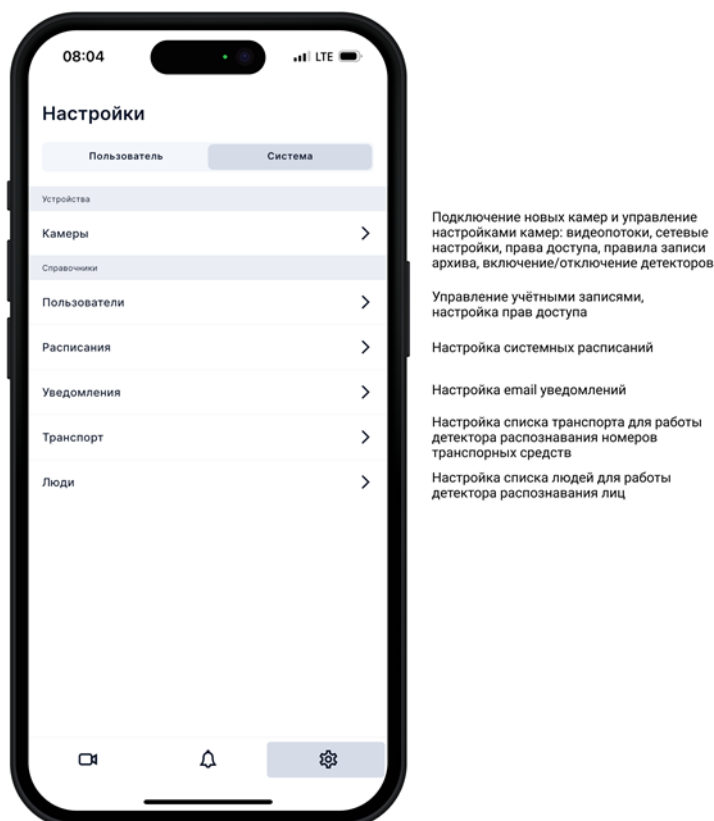 08:04
LTE
Настройки
Пользователь
Система
Устройства
Камеры
Справочники
Пользователи
Расписания
Уведомления
Транспорт
Люди
Подключение новых камер и управление
настройками камер: видеопотоки, сетевые
настройки, права доступа, правила записи
архива, включение/отключение детекторов
Управление учётными записями,
настройка прав доступа
Настройка системных расписаний
Настройка email уведомлений
Настройка списка транспорта для работы
детектора распознавания номеров
транспорных средств
Настройка списка людей для работы
детектора распознавания лиц